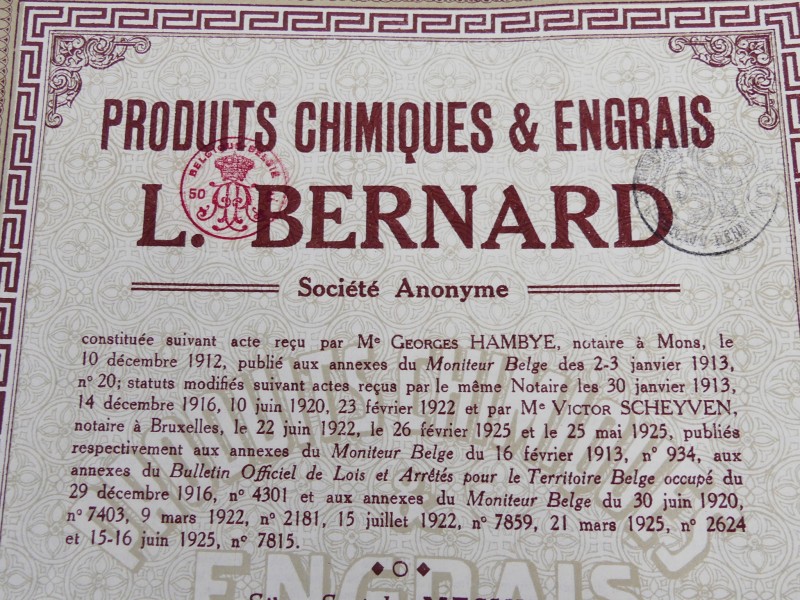 PRODUITS CHIMIQUES & ENGRAIS
BELGIQUE-BELGIË
50
L. BERNARD
Société Anonyme
constituée suivant acte reçu par Me GEORGES HAMBYE, notaire à Mons, le
10 décembre 1912, publié aux annexes du Moniteur Belge des 2-3 janvier 1913,
n° 20; statuts modifiés suivant actes reçus par le même Notaire les 30 janvier 1913,
14 décembre 1916, 10 juin 1920, 23 février 1922 et par Me VICTOR SCHEYVEN,
notaire à Bruxelles, le 22 juin 1922, le 26 février 1925 et le 25 mai 1925, publiés
respectivement aux annexes du Moniteur Belge du 16 février 1913, n° 934, aux
annexes du Bulletin Officiel de Lois et Arrêtés pour le Territoire Belge occupé du
29 décembre 1916, n° 4301 et aux annexes du Moniteur Belge du 30 juin 1920,
n° 7403, 9 mars 1922, n° 2181, 15 juillet 1922, n° 7859, 21 mars 1925, n° 2624
et 15-16 juin 1925, n° 7815.
PRODUITS CHIMIQUES
&
ENGRAIS